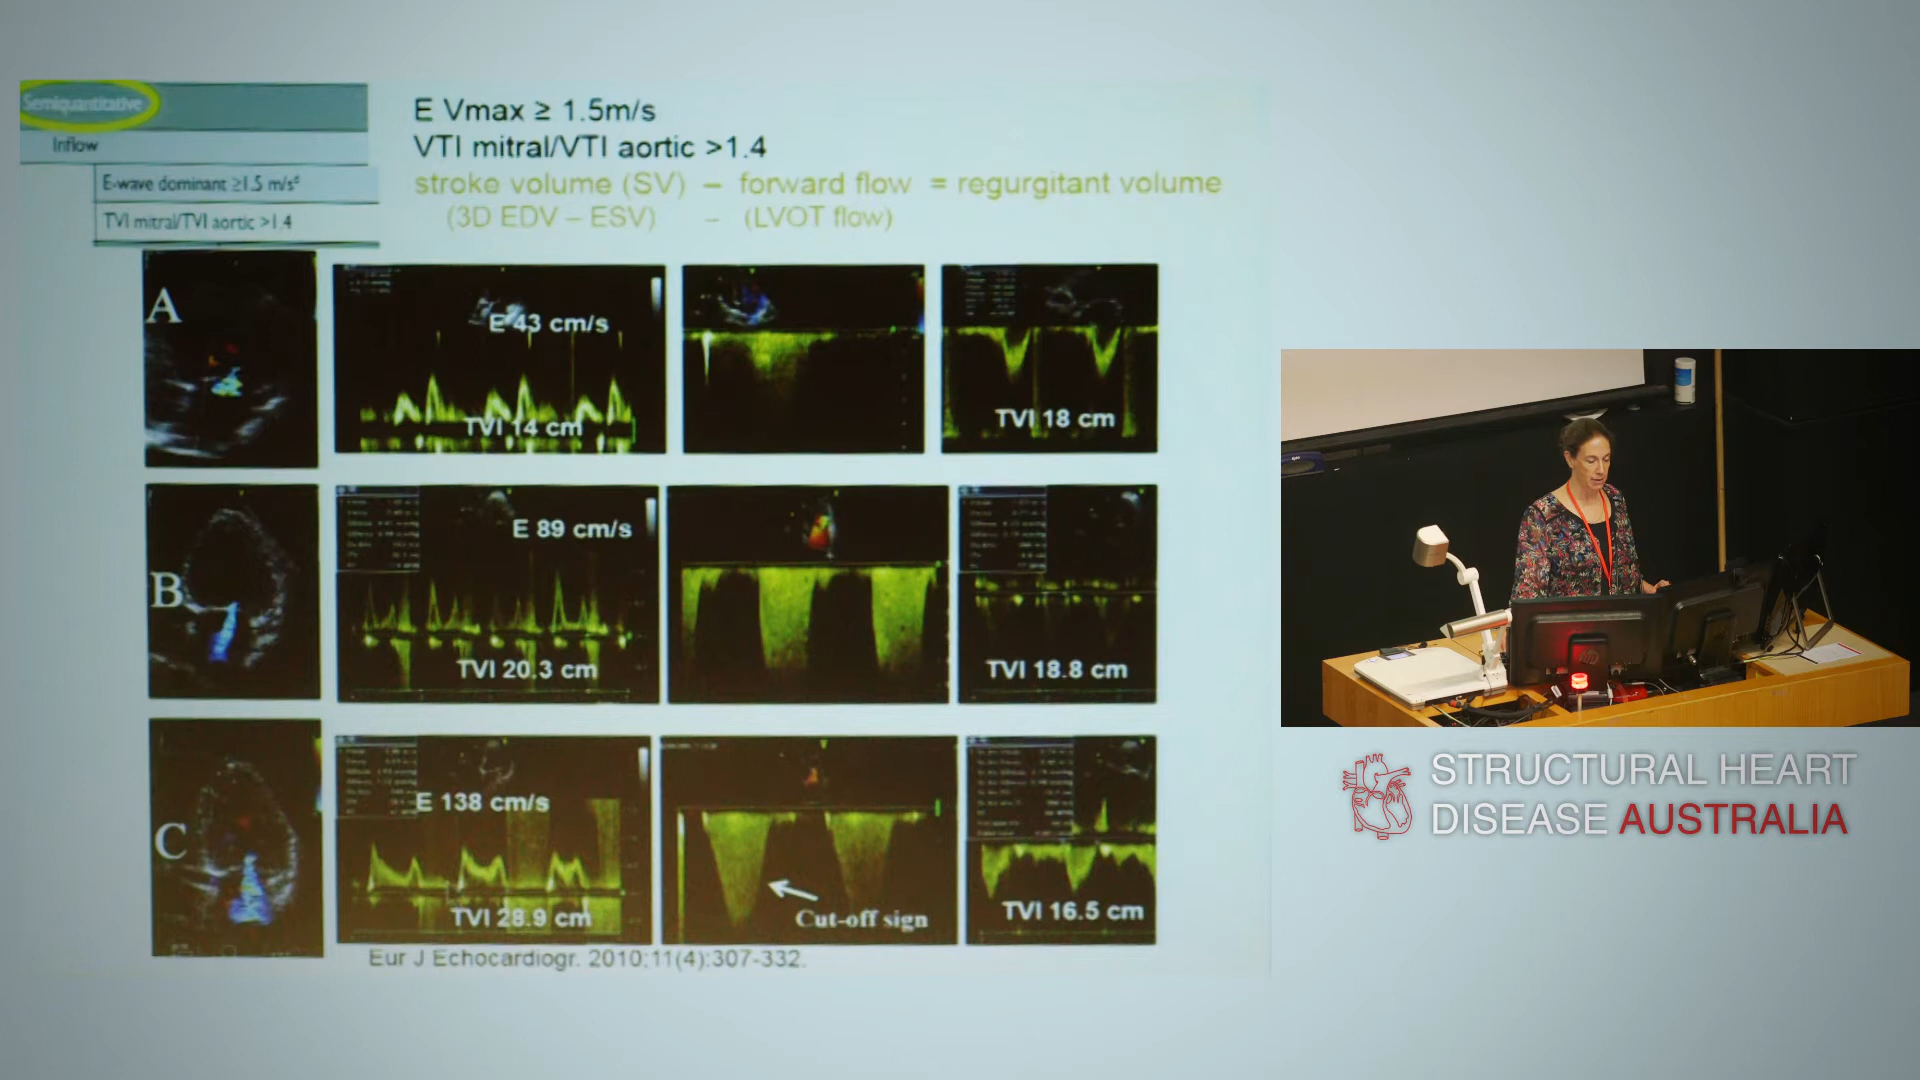 Semiquantitative
Inflow
E-wave dominant ≥1.5 m/sᵈ
TVI mitral/TVI aortic >1.4
E Vmax ≥ 1.5m/s
VTI mitral/VTI aortic >1.4
stroke volume (SV) – forward flow = regurgitant volume
(3D EDV – ESV) – (LVOT flow)
A
E 43 cm/s
TVI 14 cm
TVI 18 cm
B
E 89 cm/s
TVI 20.3 cm
TVI 18.8 cm
C
E 138 cm/s
TVI 28.9 cm
Cut-off sign
TVI 16.5 cm
Eur J Echocardiogr. 2010;11(4):307-332.
STRUCTURAL HEART
DISEASE AUSTRALIA